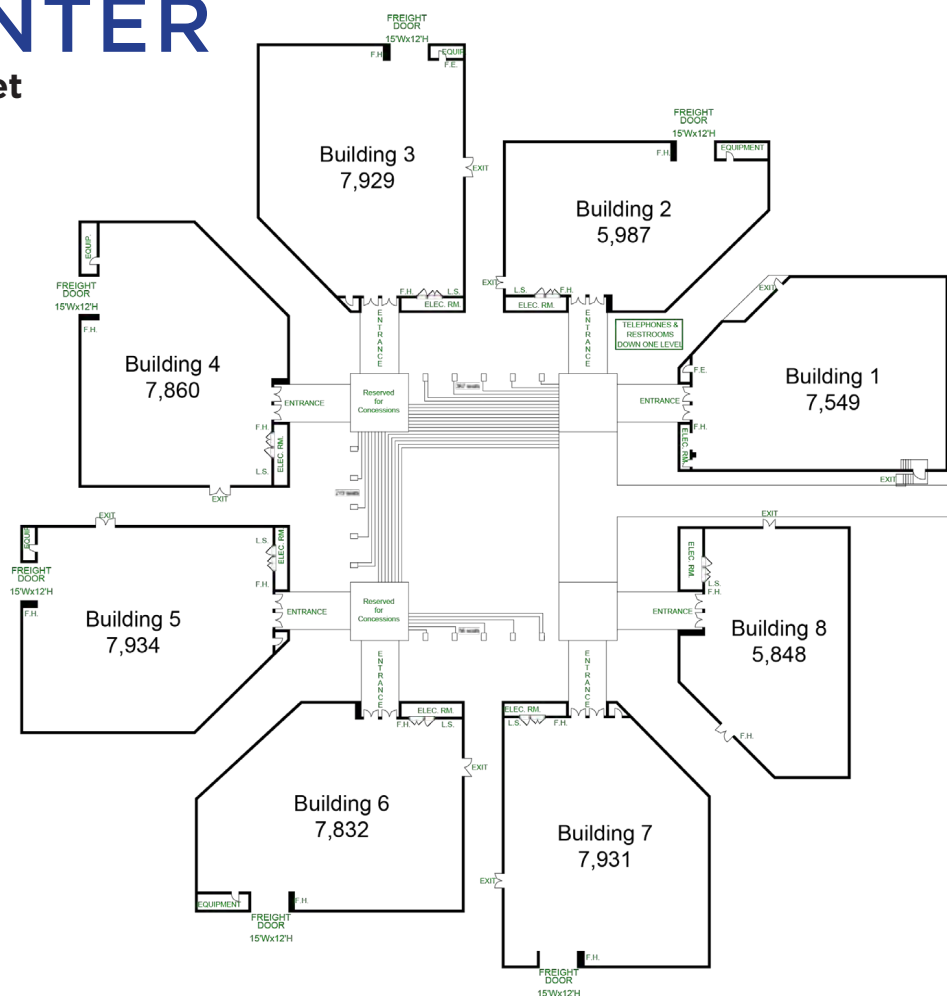 NTER
et
FREIGHT
DOOR
15'Wx12'H
F.H.
EQUIP
F.E.
Building 3
7,929
EXIT
F.H.
L.S.
ELEC. RM.
ENTRANCE
FREIGHT
DOOR
15'Wx12'H
F.H.
EQUIPMENT
Building 2
5,987
EXIT
L.S.
F.H.
ELEC. RM.
ENTRANCE
TELEPHONES &
RESTROOMS
DOWN ONE LEVEL
EXIT
Building 1
7,549
F.E.
ENTRANCE
F.H.
ELEC. RM.
EXIT
EQUIP.
FREIGHT
DOOR
15'Wx12'H
F.H.
Building 4
7,860
ENTRANCE
F.H.
L.S.
ELEC. RM.
EXIT
Reserved
for
Concessions
EXIT
EQUIP
FREIGHT
DOOR
15'Wx12'H
F.H.
Building 5
7,934
L.S.
F.H.
ELEC. RM.
ENTRANCE
Reserved
for
Concessions
EXIT
ELEC. RM.
L.S.
F.H.
ENTRANCE
Building 8
5,848
F.H.
ENTRANCE
ELEC. RM.
F.H.
L.S.
EXIT
Building 6
7,832
EQUIPMENT
F.H.
FREIGHT
DOOR
15'Wx12'H
ENTRANCE
ELEC. RM.
L.S.
F.H.
Building 7
7,931
EXIT
F.H.
FREIGHT
DOOR
15'Wx12'H